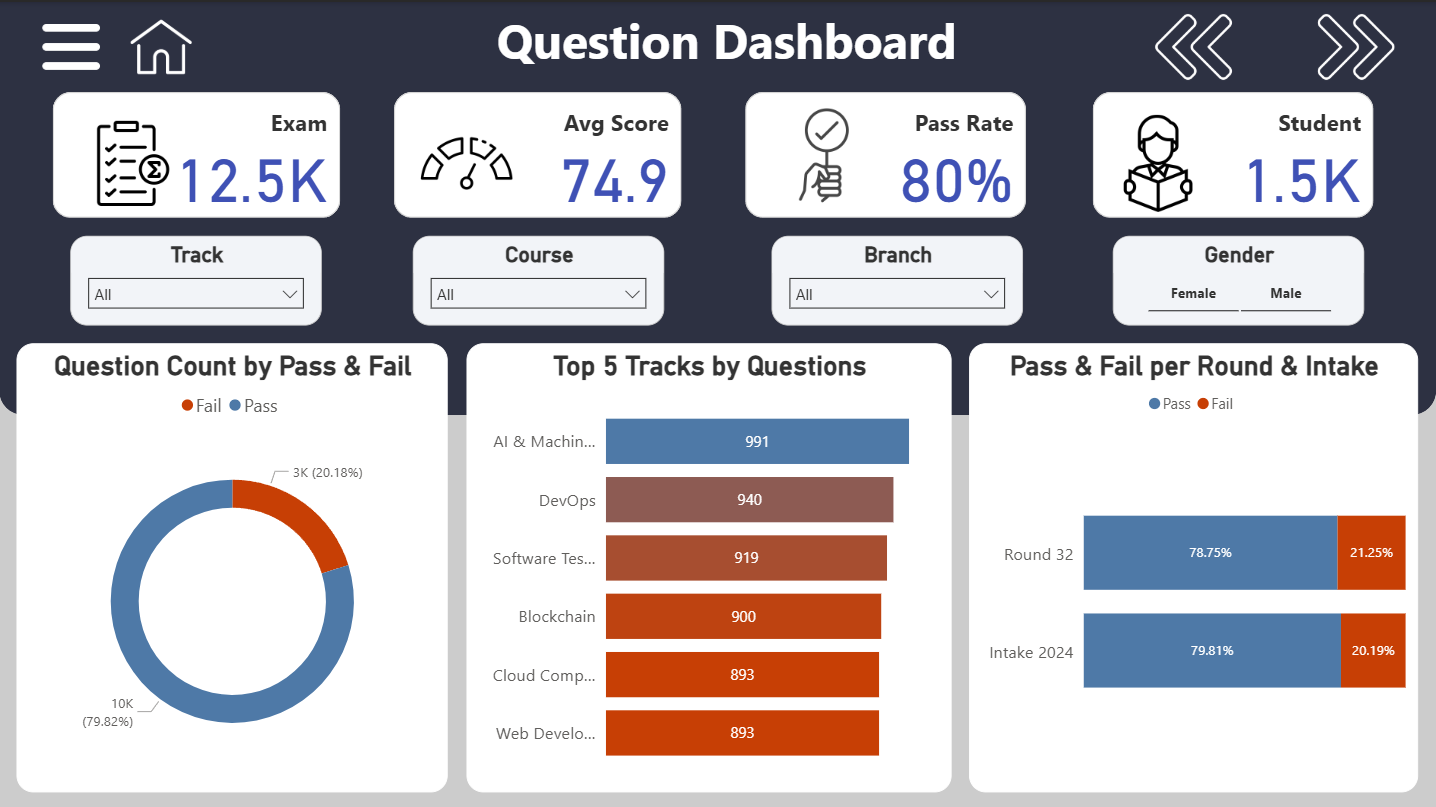 Question Dashboard
Exam
12.5K
Avg Score
74.9
Pass Rate
80%
Student
1.5K
Track
All
Course
All
Branch
All
Gender
Female Male
Question Count by Pass & Fail
Fail Pass
3K (20.18%)
10K
(79.82%)
Top 5 Tracks by Questions
AI & Machin... 991
DevOps 940
Software Tes... 919
Blockchain 900
Cloud Comp... 893
Web Develo... 893
Pass & Fail per Round & Intake
Pass Fail
Round 32 78.75% 21.25%
Intake 2024 79.81% 20.19%